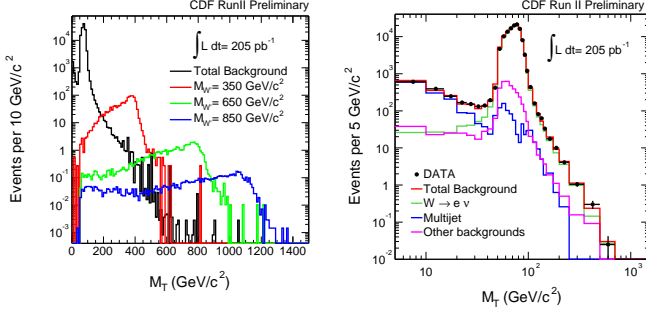 CDF RunII Preliminary
Events per 10 GeV/c²
10⁴
10³
10²
10
1
10⁻¹
10⁻²
10⁻³
∫L dt= 205 pb⁻¹
Total Background
M_W= 350 GeV/c²
M_W= 650 GeV/c²
M_W= 850 GeV/c²
0 200 400 600 800 1000 1200 1400
M_T (GeV/c²)
CDF Run II Preliminary
Events per 5 GeV/c²
10⁴
10³
10²
10
1
10⁻¹
10⁻²
∫L dt= 205 pb⁻¹
DATA
Total Background
W → e ν
Multijet
Other backgrounds
10 10² 10³
M_T (GeV/c²)